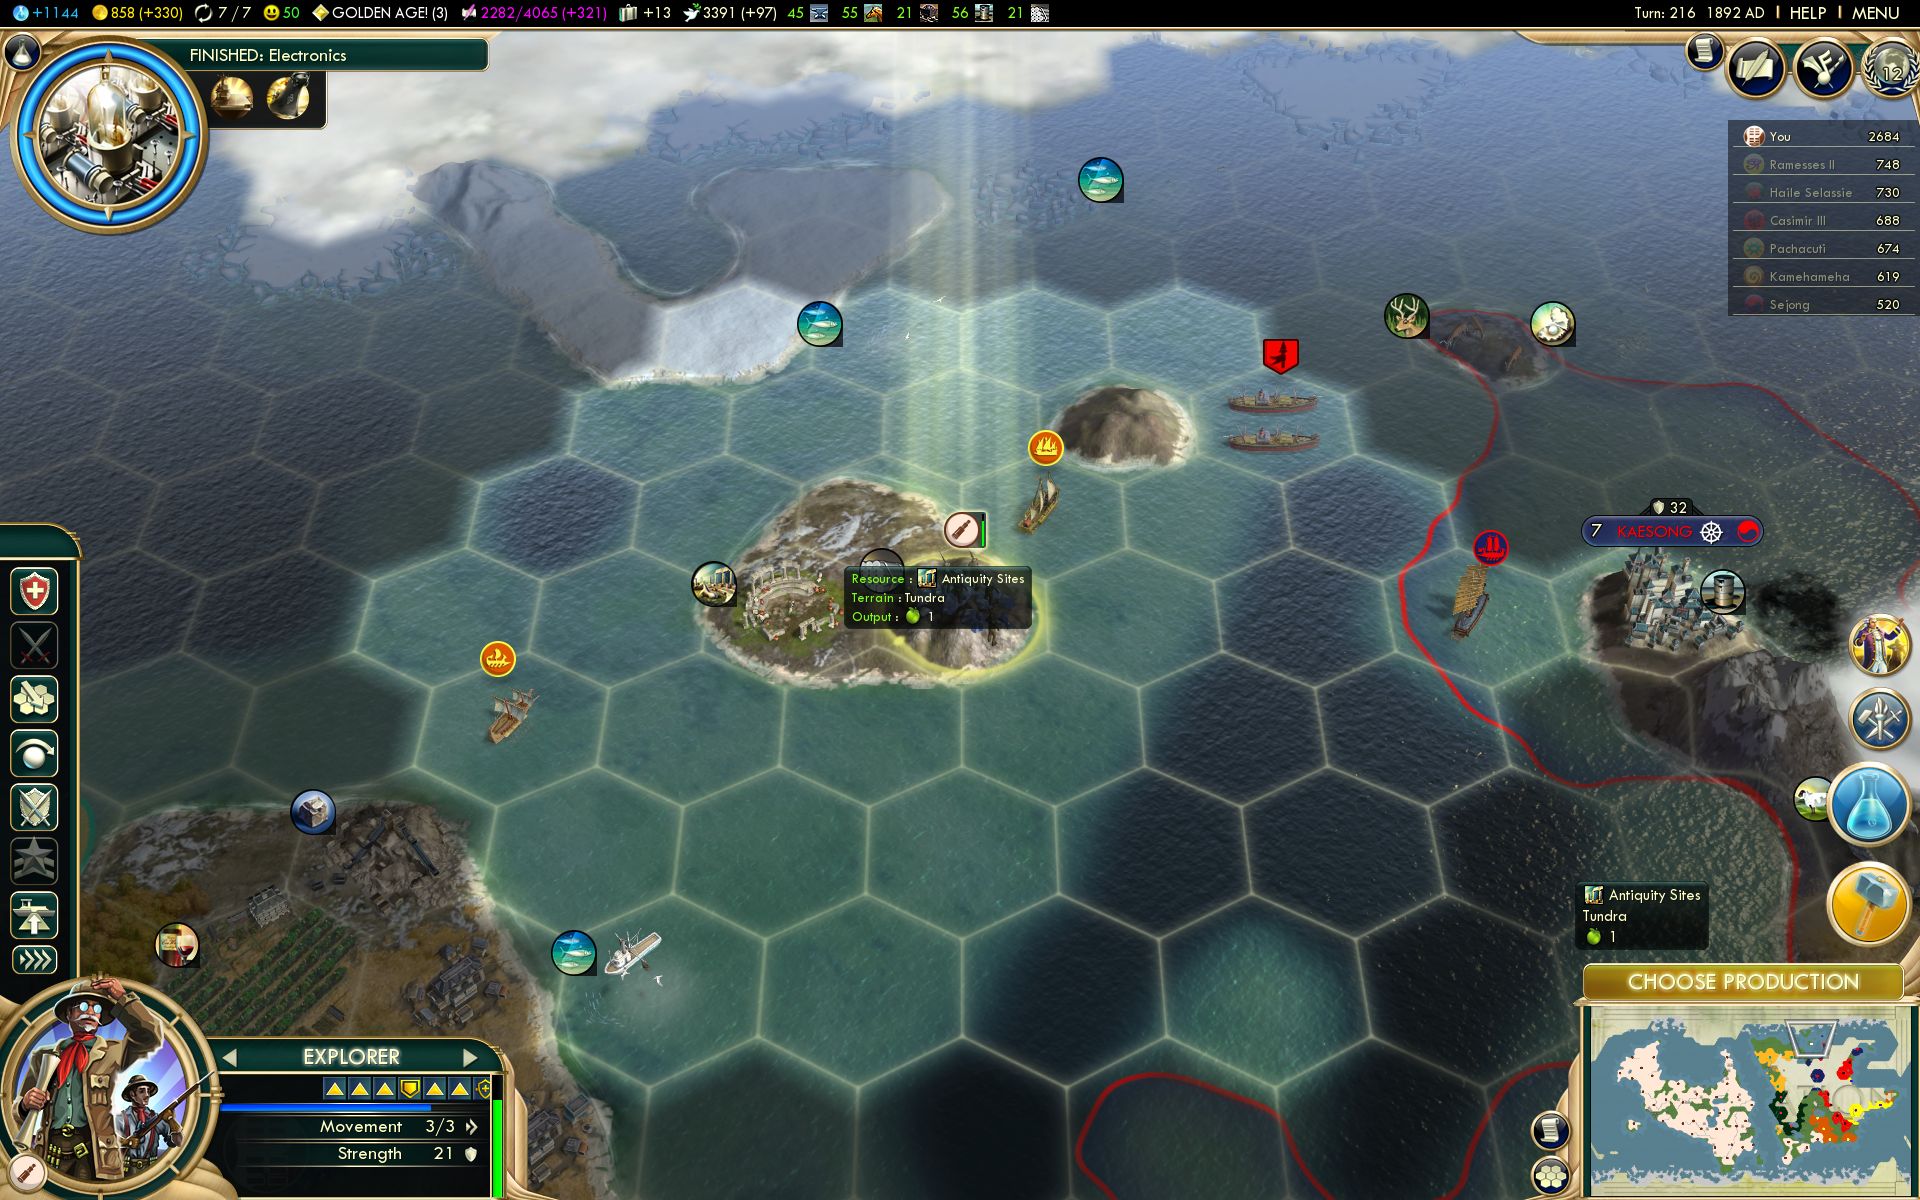 +1144 858 (+330) 7 / 7 50 GOLDEN AGE! (3) 2282/4065 (+321) +13 3391 (+97) 45 55 21 56 21 Turn: 216 1892 AD | HELP | MENU
FINISHED: Electronics
12
You 2684
Ramesses II 748
Haile Selassie 730
Casimir III 688
Pachacuti 674
Kamehameha 619
Sejong 520
32
7 KAESONG
Resource : Antiquity Sites
Terrain : Tundra
Output : 1
Antiquity Sites
Tundra
1
CHOOSE PRODUCTION
EXPLORER
Movement 3/3
Strength 21